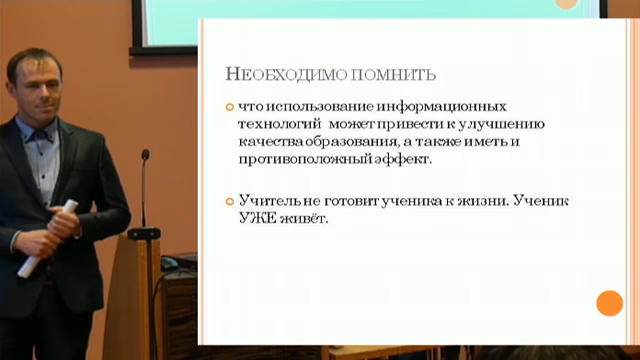 НЕОБХОДИМО ПОМНИТЬ
что использование информационных
технологий может привести к улучшению
качества образования, а также иметь и
противоположный эффект.
Учитель не готовит ученика к жизни. Ученик
УЖЕ живёт.